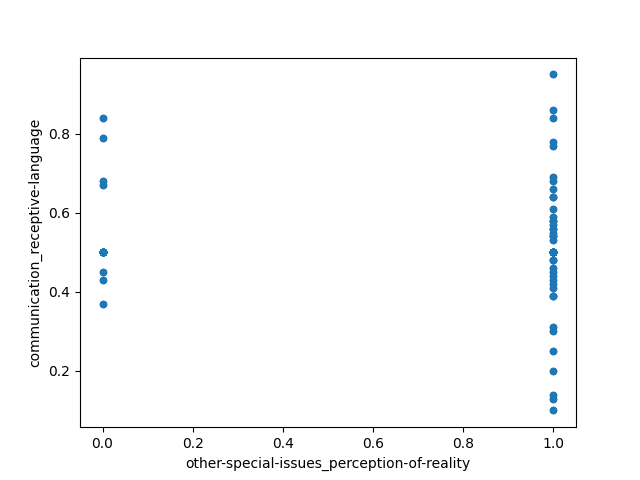 communication_receptive-language
0.8
0.6
0.4
0.2
0.0 0.2 0.4 0.6 0.8 1.0
other-special-issues_perception-of-reality